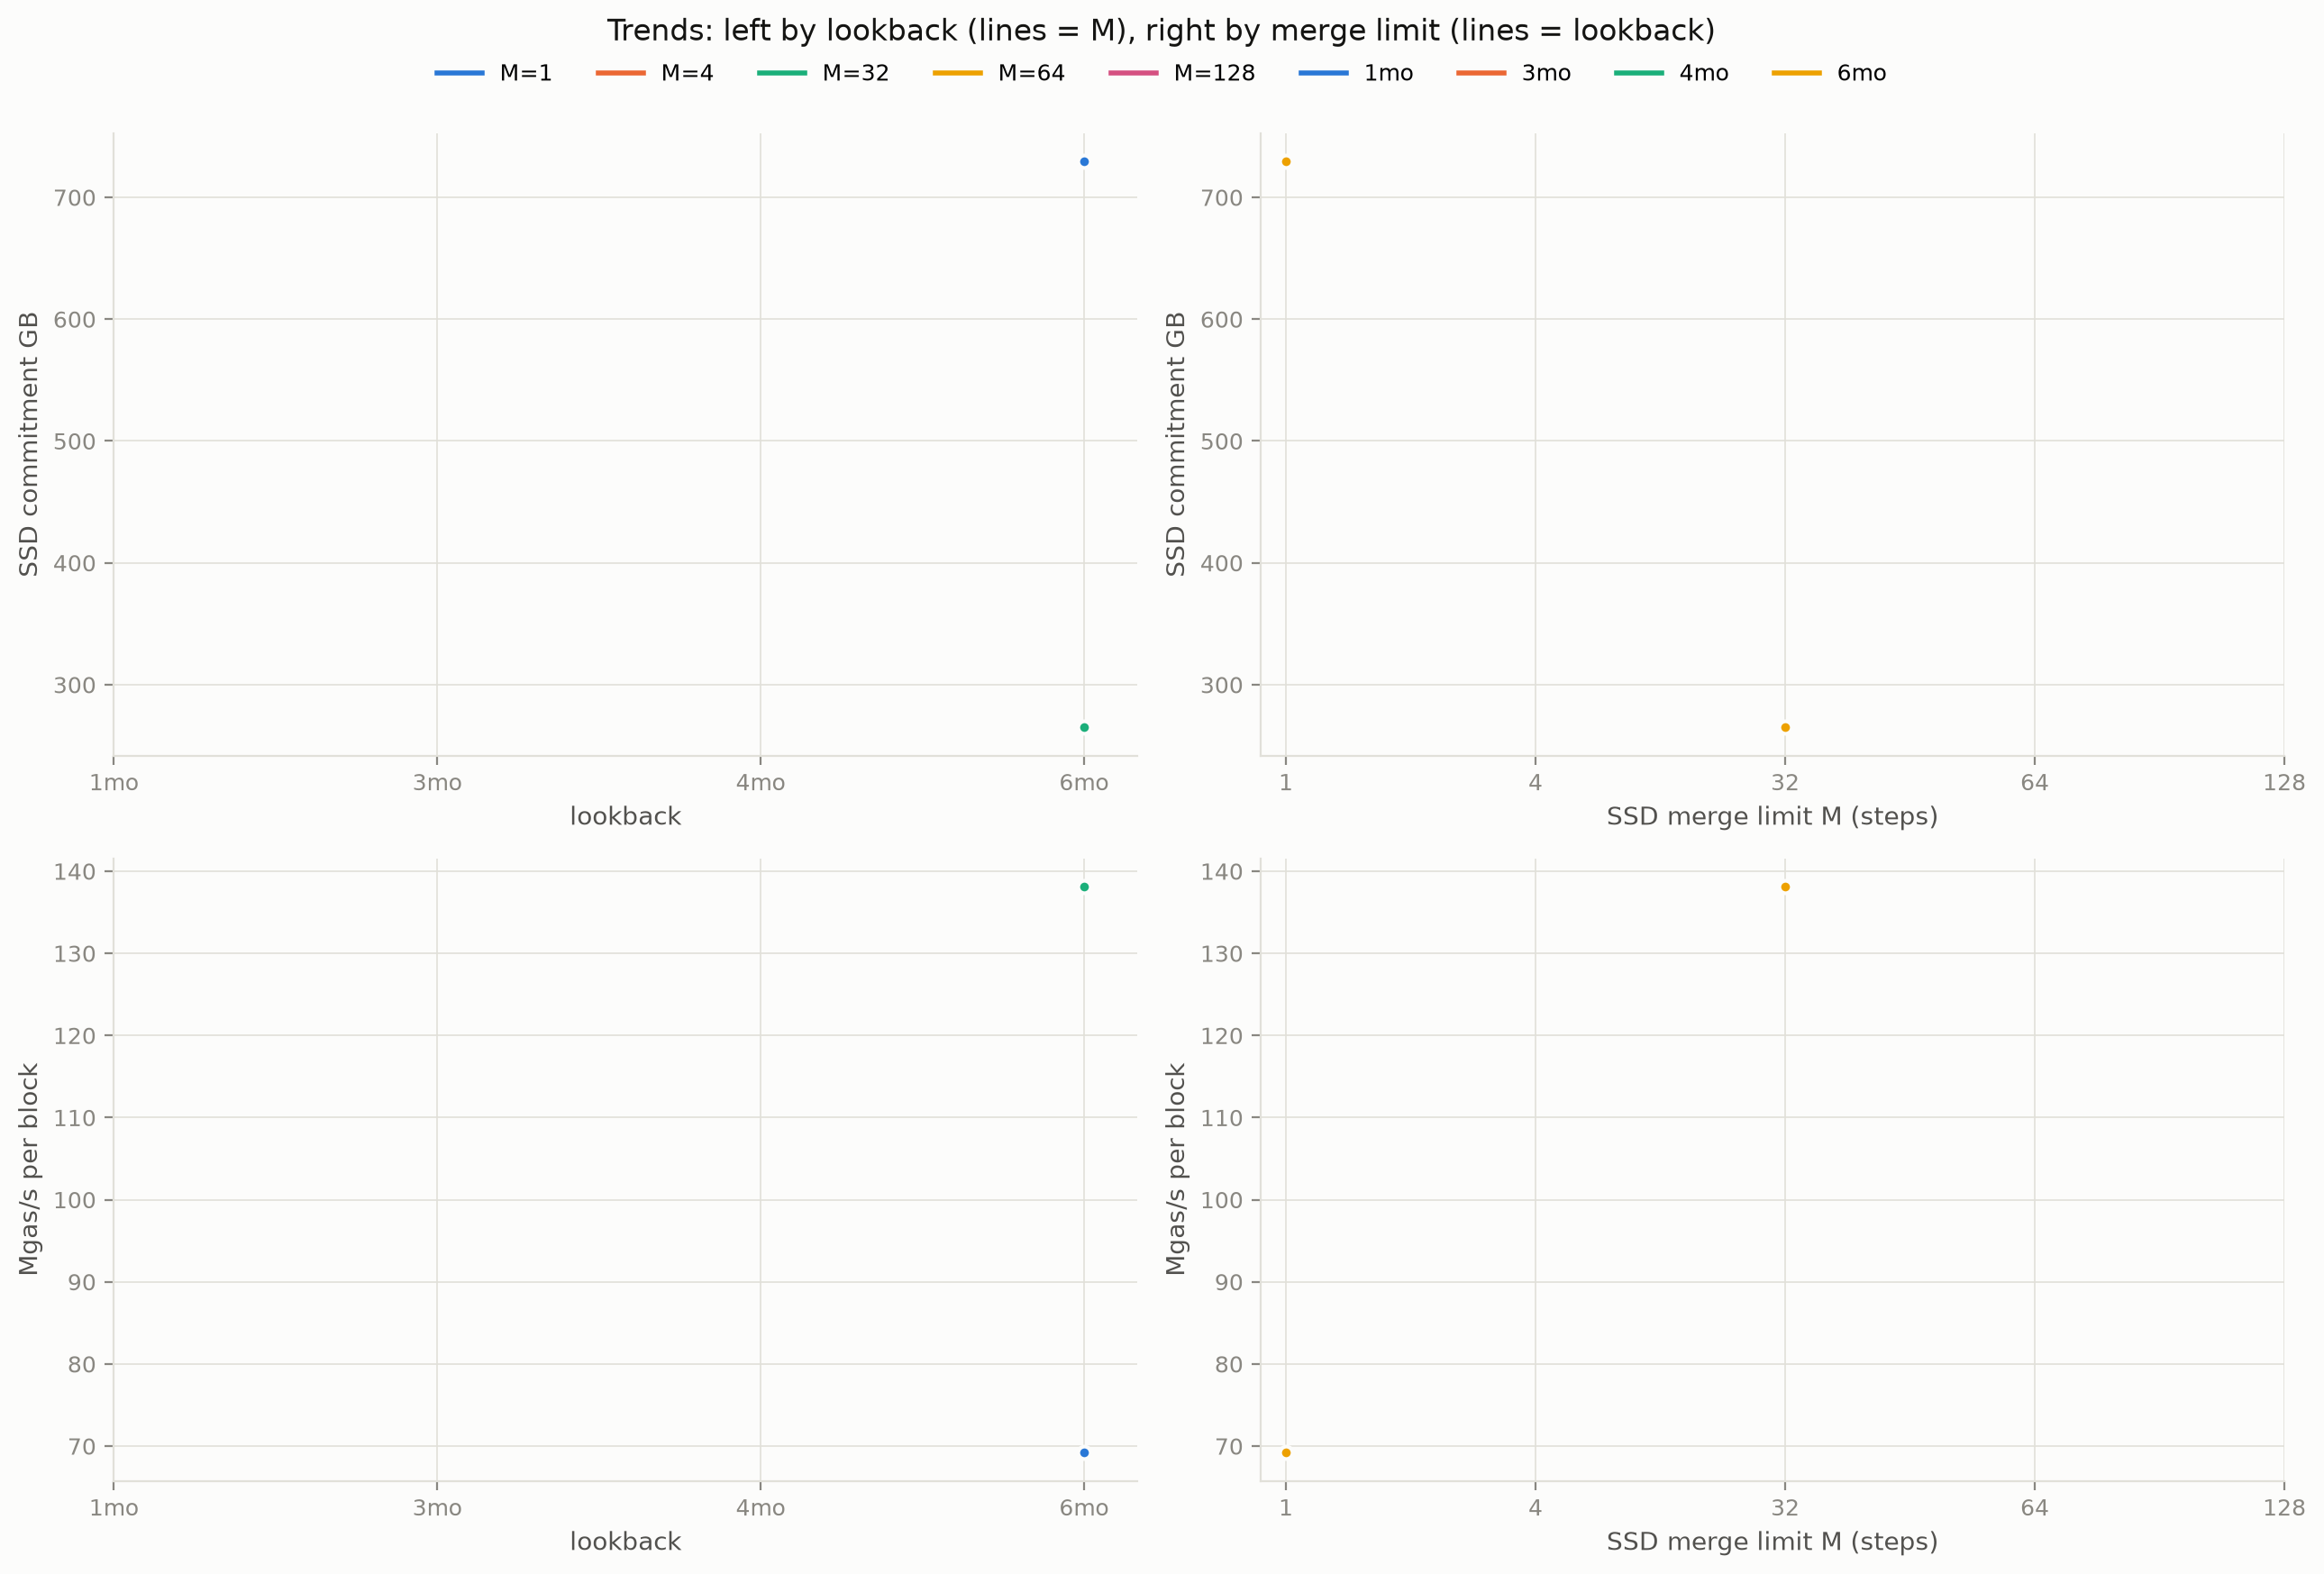 Trends: left by lookback (lines = M), right by merge limit (lines = lookback)
M=1 M=4 M=32 M=64 M=128 1mo 3mo 4mo 6mo
SSD commitment GB
700
600
500
400
300
1mo 3mo 4mo 6mo
lookback
SSD commitment GB
700
600
500
400
300
1 4 32 64 128
SSD merge limit M (steps)
Mgas/s per block
140
130
120
110
100
90
80
70
1mo 3mo 4mo 6mo
lookback
Mgas/s per block
140
130
120
110
100
90
80
70
1 4 32 64 128
SSD merge limit M (steps)